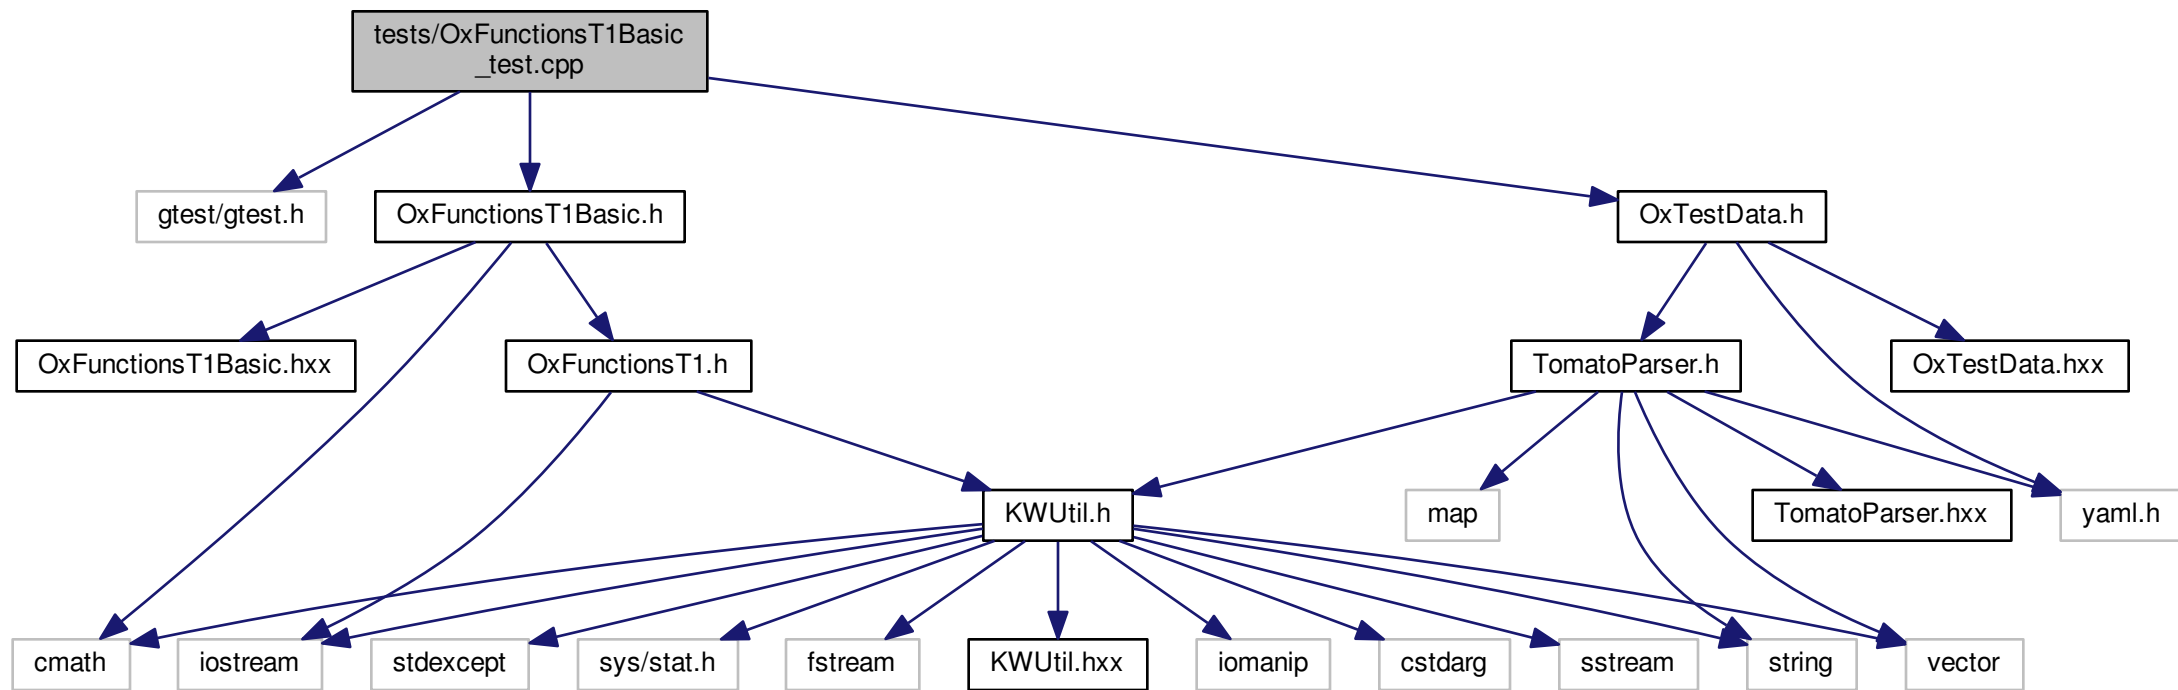 tests/OxFunctionsT1Basic
_test.cpp
gtest/gtest.h
OxFunctionsT1Basic.h
OxTestData.h
OxFunctionsT1Basic.hxx
OxFunctionsT1.h
TomatoParser.h
OxTestData.hxx
KWUtil.h
map
TomatoParser.hxx
yaml.h
cmath
iostream
stdexcept
sys/stat.h
fstream
KWUtil.hxx
iomanip
cstdarg
sstream
string
vector